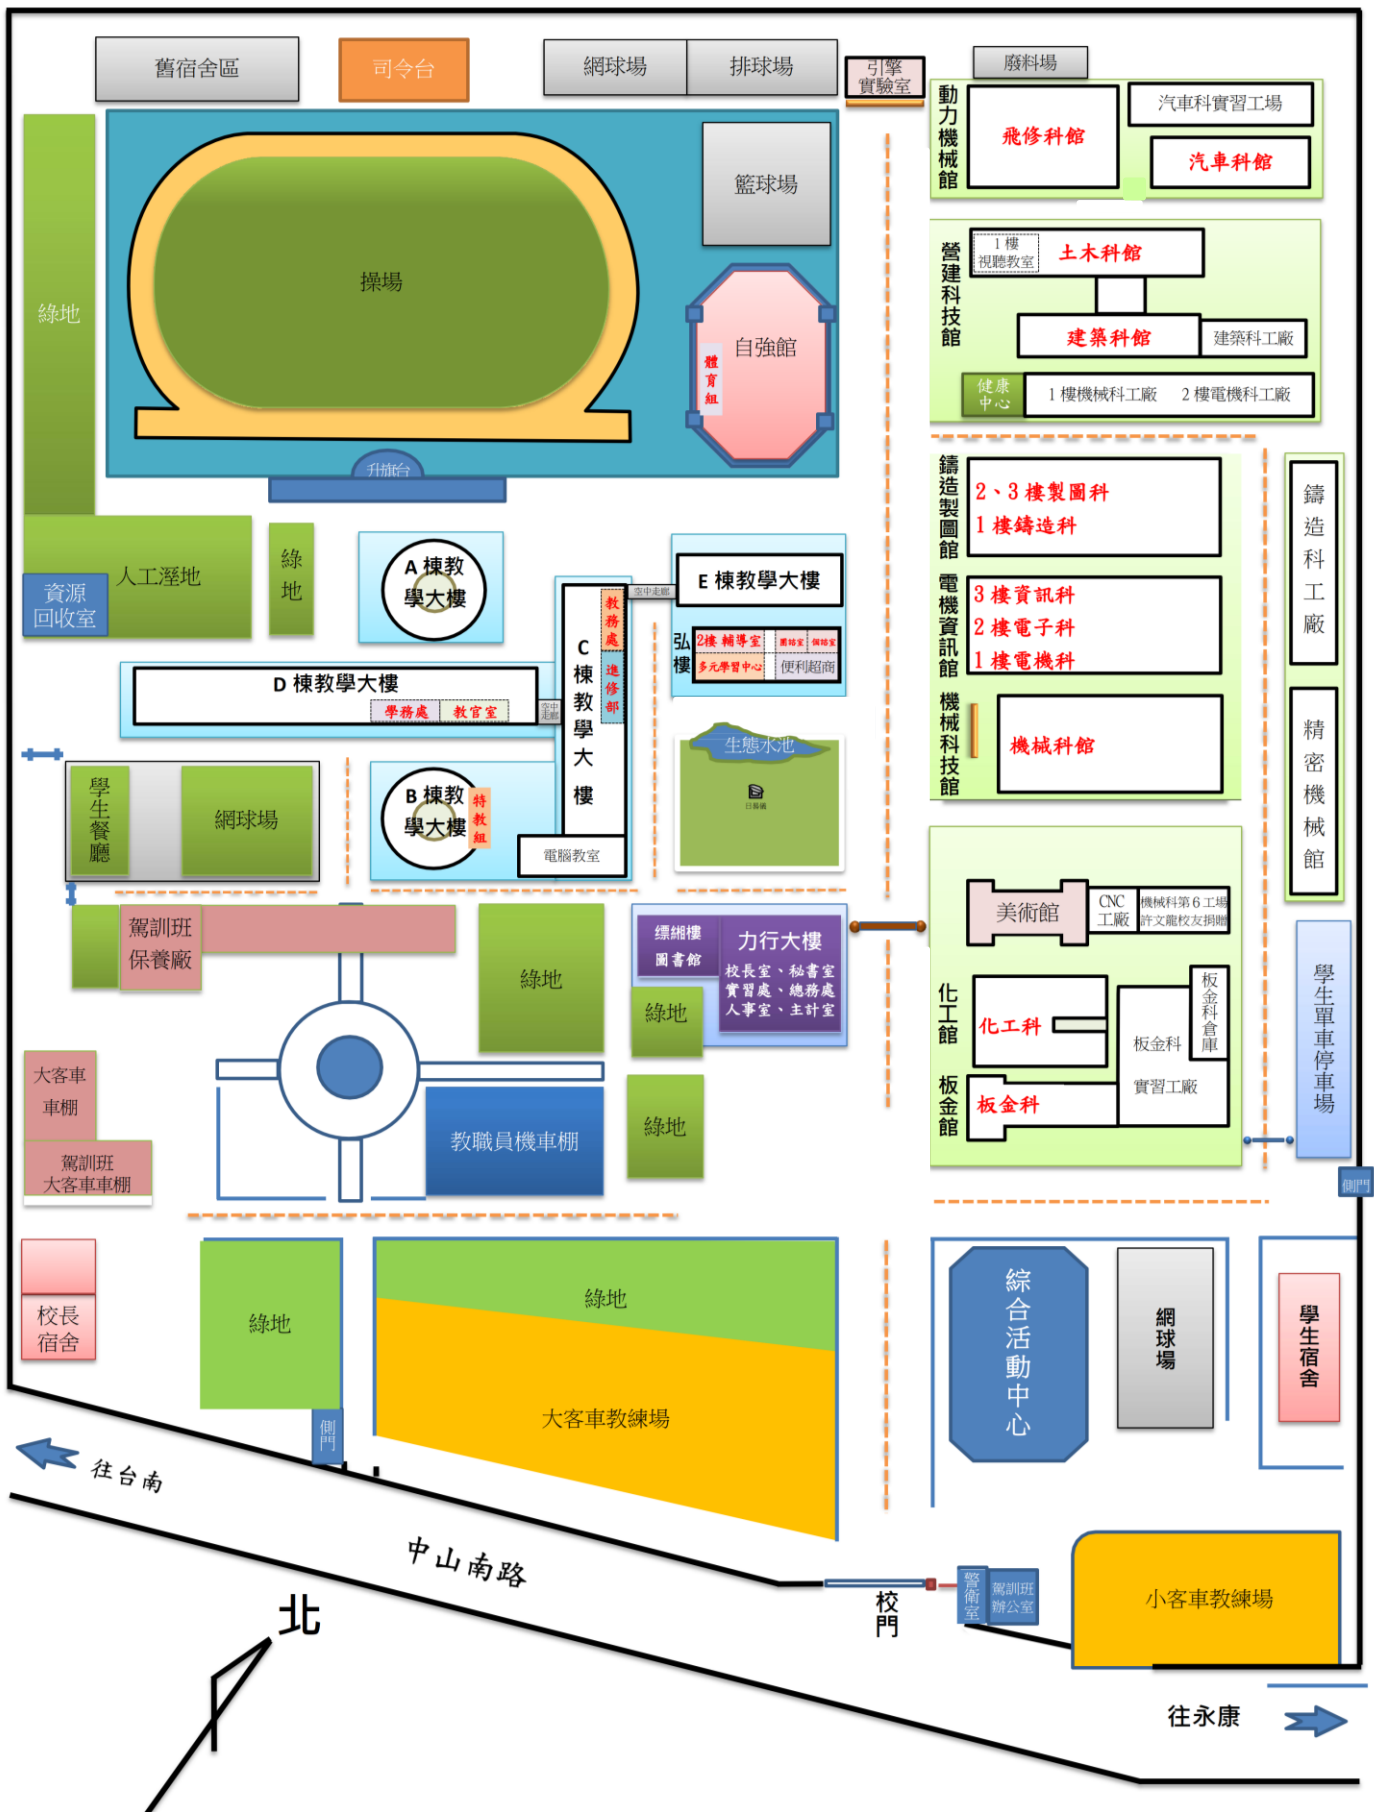 舊宿舍區
司令台
網球場
排球場
引擎
實驗室
廢料場
動力機械館
飛修科館
汽車科實習工場
汽車科館
綠地
操場
籃球場
自強館
體育組
升旗台
營建科技館
1 樓
視聽教室
土木科館
建築科館
建築科工廠
健康
中心
1 樓機械科工廠
2 樓電機科工廠
鑄造製圖館
2、3 樓製圖科
1 樓鑄造科
鑄造科工廠
人工溼地
資源
回收室
綠地
A 棟教
學大樓
C棟教學大樓
教務處
進修部
空中走廊
E 棟教學大樓
弘樓
2樓 輔導室
團諮室
個諮室
多元學習中心
便利超商
電機資訊館
3 樓資訊科
2 樓電子科
1 樓電機科
D 棟教學大樓
學務處
教官室
空中
走廊
機械科技館
機械科館
精密機械館
生態水池
日晷儀
學生餐廳
網球場
B 棟教
學大樓
特教組
電腦教室
美術館
CNC
工廠
機械科第 6 工場
許文龍校友捐贈
駕訓班
保養廠
綠地
縹緗樓
圖書館
力行大樓
校長室、秘書室
實習處、總務處
人事室、主計室
綠地
化工館
化工科
板金科倉庫
板金科
實習工廠
學生單車停車場
大客車
車棚
教職員機車棚
綠地
板金館
板金科
駕訓班
大客車車棚
側門
校長
宿舍
綠地
綠地
綜合活動中心
網球場
學生宿舍
大客車教練場
側門
往台南
中山南路
校門
警衛室
駕訓班
辦公室
小客車教練場
北
往永康